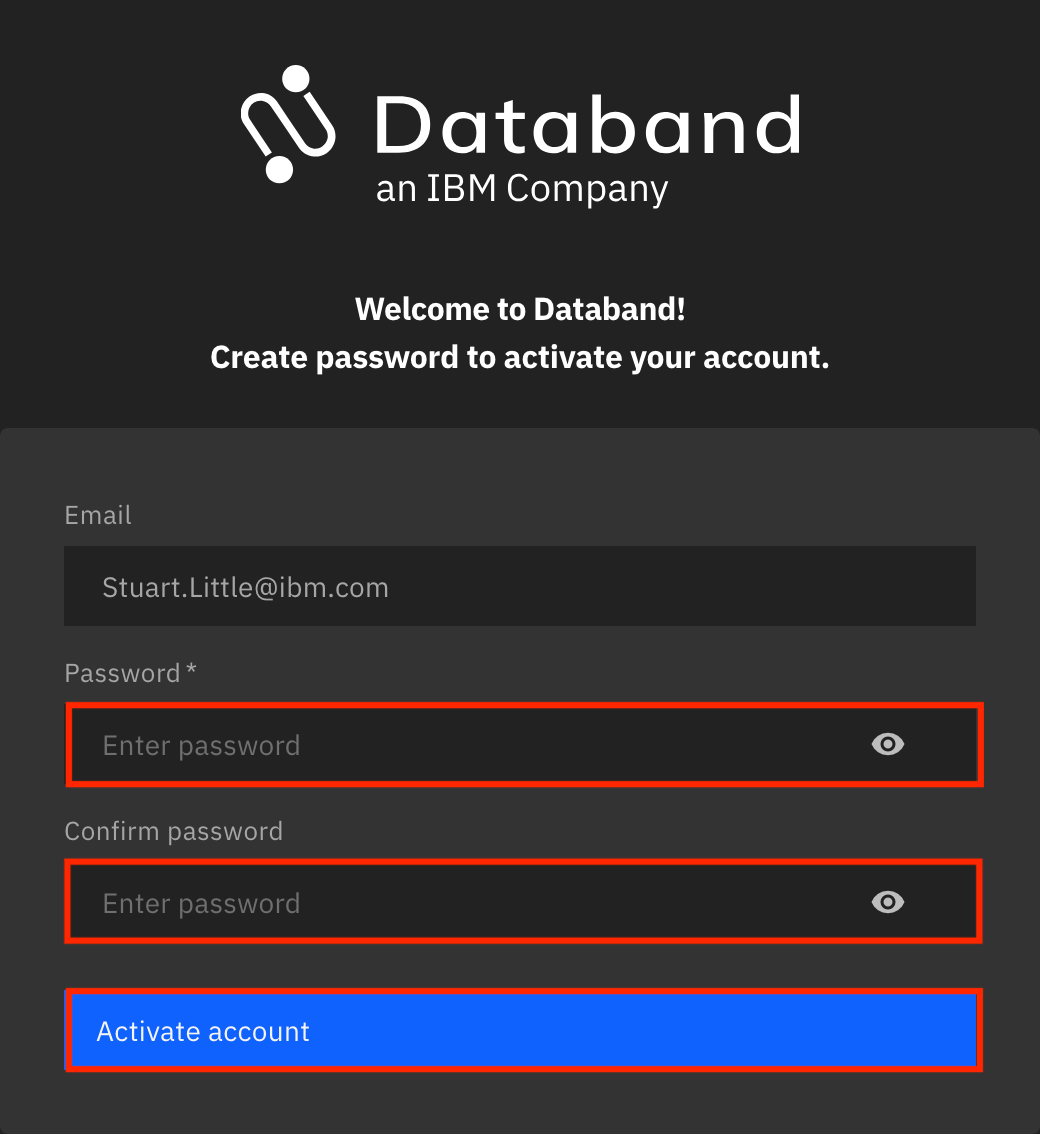 Databand
an IBM Company
Welcome to Databand!
Create password to activate your account.
Email
Stuart.Little@ibm.com
Password *
Enter password
Confirm password
Enter password
Activate account